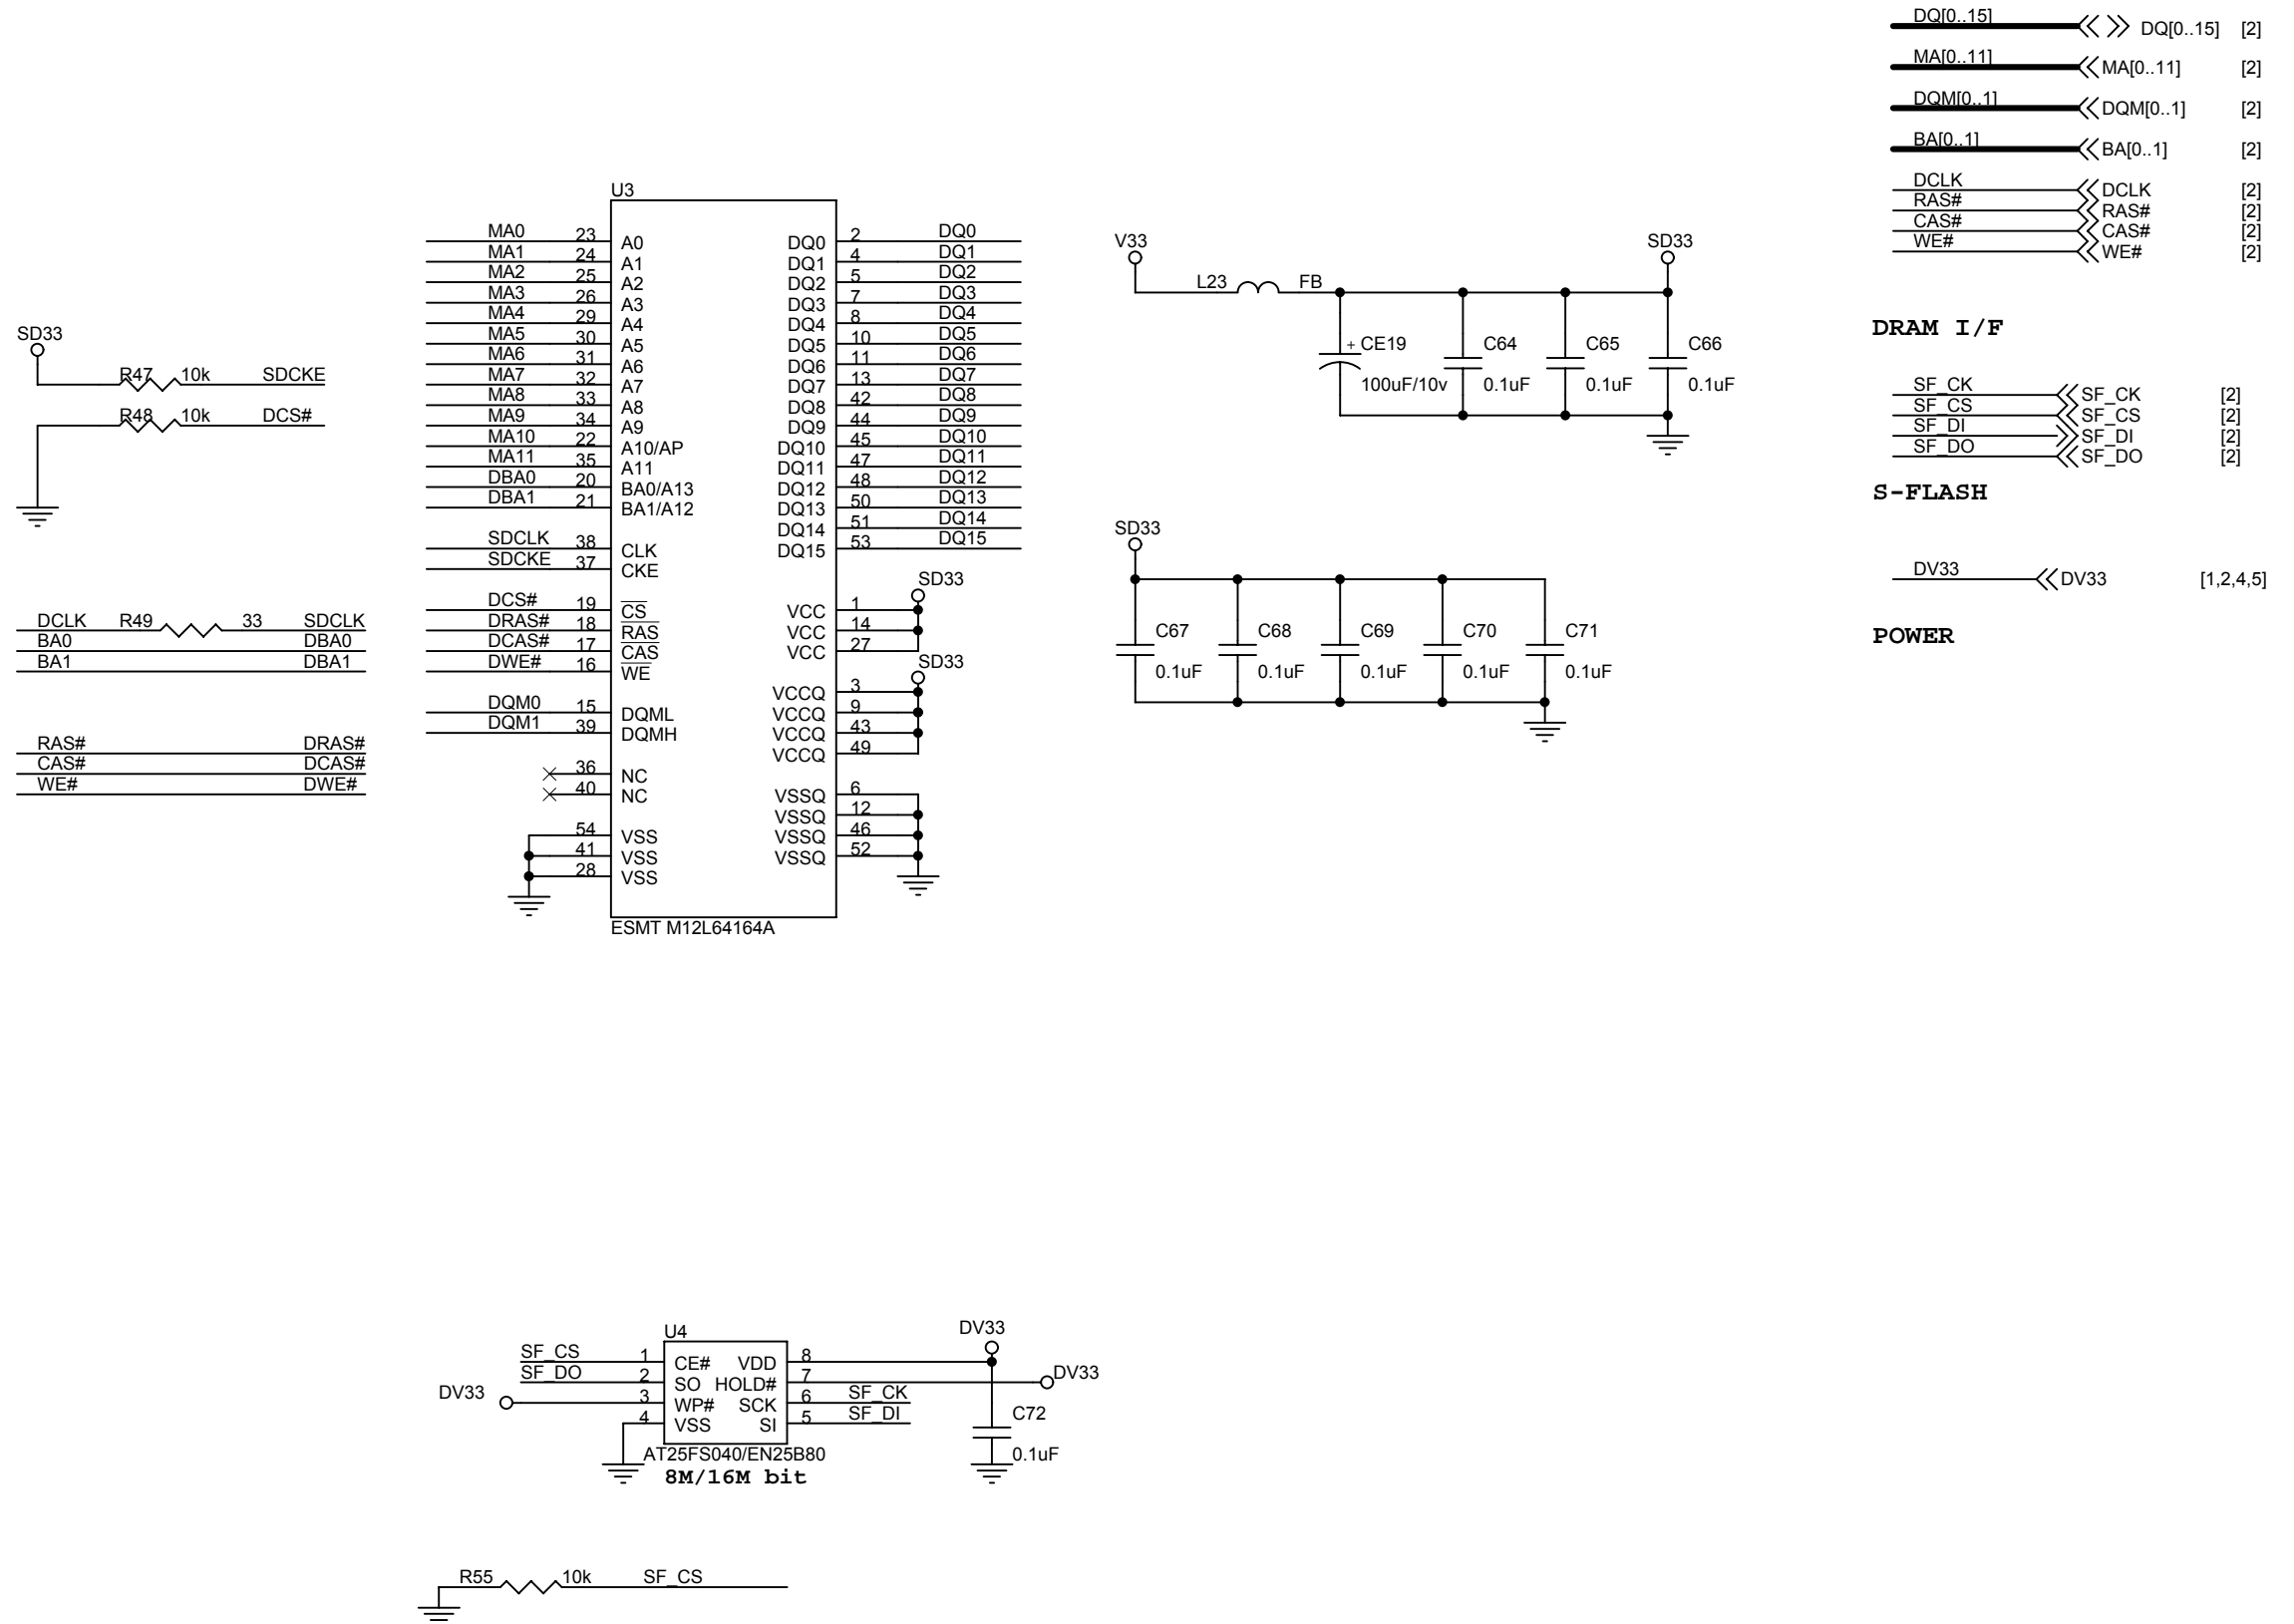 DQ[0..15] DQ[0..15] [2]
MA[0..11] MA[0..11] [2]
DQM[0..1] DQM[0..1] [2]
BA[0..1] BA[0..1] [2]
DCLK DCLK [2]
RAS# RAS# [2]
CAS# CAS# [2]
WE# WE# [2]
DRAM I/F
SF_CK SF_CK [2]
SF_CS SF_CS [2]
SF_DI SF_DI [2]
SF_DO SF_DO [2]
S-FLASH
DV33 DV33 [1,2,4,5]
POWER
SD33
R47 10k SDCKE
R48 10k DCS#
DCLK R49 33 SDCLK
BA0 DBA0
BA1 DBA1
RAS# DRAS#
CAS# DCAS#
WE# DWE#
U3
MA0 23 A0 DQ0 2 DQ0
MA1 24 A1 DQ1 4 DQ1
MA2 25 A2 DQ2 5 DQ2
MA3 26 A3 DQ3 7 DQ3
MA4 29 A4 DQ4 8 DQ4
MA5 30 A5 DQ5 10 DQ5
MA6 31 A6 DQ6 11 DQ6
MA7 32 A7 DQ7 13 DQ7
MA8 33 A8 DQ8 42 DQ8
MA9 34 A9 DQ9 44 DQ9
MA10 22 A10/AP DQ10 45 DQ10
MA11 35 A11 DQ11 47 DQ11
DBA0 20 BA0/A13 DQ12 48 DQ12
DBA1 21 BA1/A12 DQ13 50 DQ13
DQ14 51 DQ14
SDCLK 38 CLK DQ15 53 DQ15
SDCKE 37 CKE
SD33
DCS# 19 CS VCC 1
DRAS# 18 RAS VCC 14
DCAS# 17 CAS VCC 27
SD33
DWE# 16 WE
VCCQ 3
DQM0 15 DQML VCCQ 9
DQM1 39 DQMH VCCQ 43
VCCQ 49
36 NC
40 NC VSSQ 6
VSSQ 12
54 VSS VSSQ 46
41 VSS VSSQ 52
28 VSS
ESMT M12L64164A
V33 SD33
L23 FB
+ CE19 C64 C65 C66
100uF/10v 0.1uF 0.1uF 0.1uF
SD33
C67 C68 C69 C70 C71
0.1uF 0.1uF 0.1uF 0.1uF 0.1uF
U4 DV33
SF_CS 1 CE# VDD 8
SF_DO 2 SO HOLD# 7 DV33
DV33 3 WP# SCK 6 SF_CK
4 VSS SI 5 SF_DI C72
AT25FS040/EN25B80 0.1uF
8M/16M bit
R55 10k SF_CS